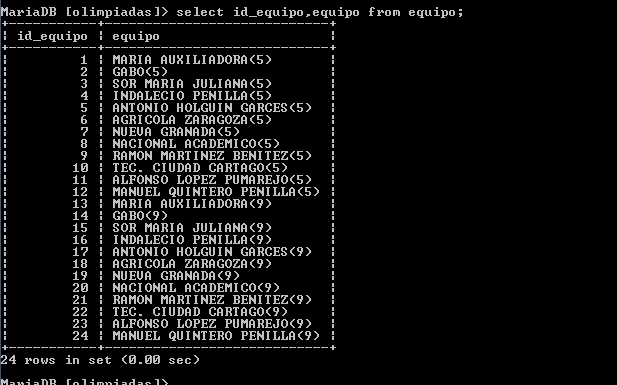 MariaDB [olimpiadas]> select id_equipo,equipo from equipo;
+-----------+----------------------------+
| id_equipo | equipo                     |
+-----------+----------------------------+
|         1 | MARIA AUXILIADORA(5)       |
|         2 | GABO(5)                    |
|         3 | SOR MARIA JULIANA(5)       |
|         4 | INDALECIO PENILLA(5)       |
|         5 | ANTONIO HOLGUIN GARCES(5)  |
|         6 | AGRICOLA ZARAGOZA(5)       |
|         7 | NUEVA GRANADA(5)           |
|         8 | NACIONAL ACADEMICO(5)      |
|         9 | RAMON MARTINEZ BENITEZ(5)  |
|        10 | TEC. CIUDAD CARTAGO(5)     |
|        11 | ALFONSO LOPEZ PUMAREJO(5)  |
|        12 | MANUEL QUINTERO PENILLA(5) |
|        13 | MARIA AUXILIADORA(9)       |
|        14 | GABO(9)                    |
|        15 | SOR MARIA JULIANA(9)       |
|        16 | INDALECIO PENILLA(9)       |
|        17 | ANTONIO HOLGUIN GARCES(9)  |
|        18 | AGRICOLA ZARAGOZA(9)       |
|        19 | NUEVA GRANADA(9)           |
|        20 | NACIONAL ACADEMICO(9)      |
|        21 | RAMON MARTINEZ BENITEZ(9)  |
|        22 | TEC. CIUDAD CARTAGO(9)     |
|        23 | ALFONSO LOPEZ PUMAREJO(9)  |
|        24 | MANUEL QUINTERO PENILLA(9) |
+-----------+----------------------------+
24 rows in set (0.00 sec)
MariaDB [olimpiadas]>